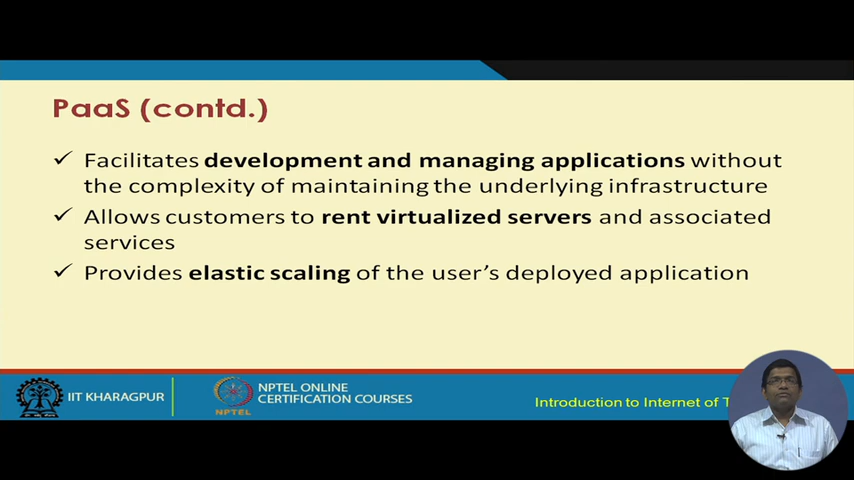 PaaS (contd.)
✓ Facilitates development and managing applications without
the complexity of maintaining the underlying infrastructure
✓ Allows customers to rent virtualized servers and associated
services
✓ Provides elastic scaling of the user's deployed application
IIT KHARAGPUR
NPTEL
NPTEL ONLINE
CERTIFICATION COURSES
Introduction to Internet of T